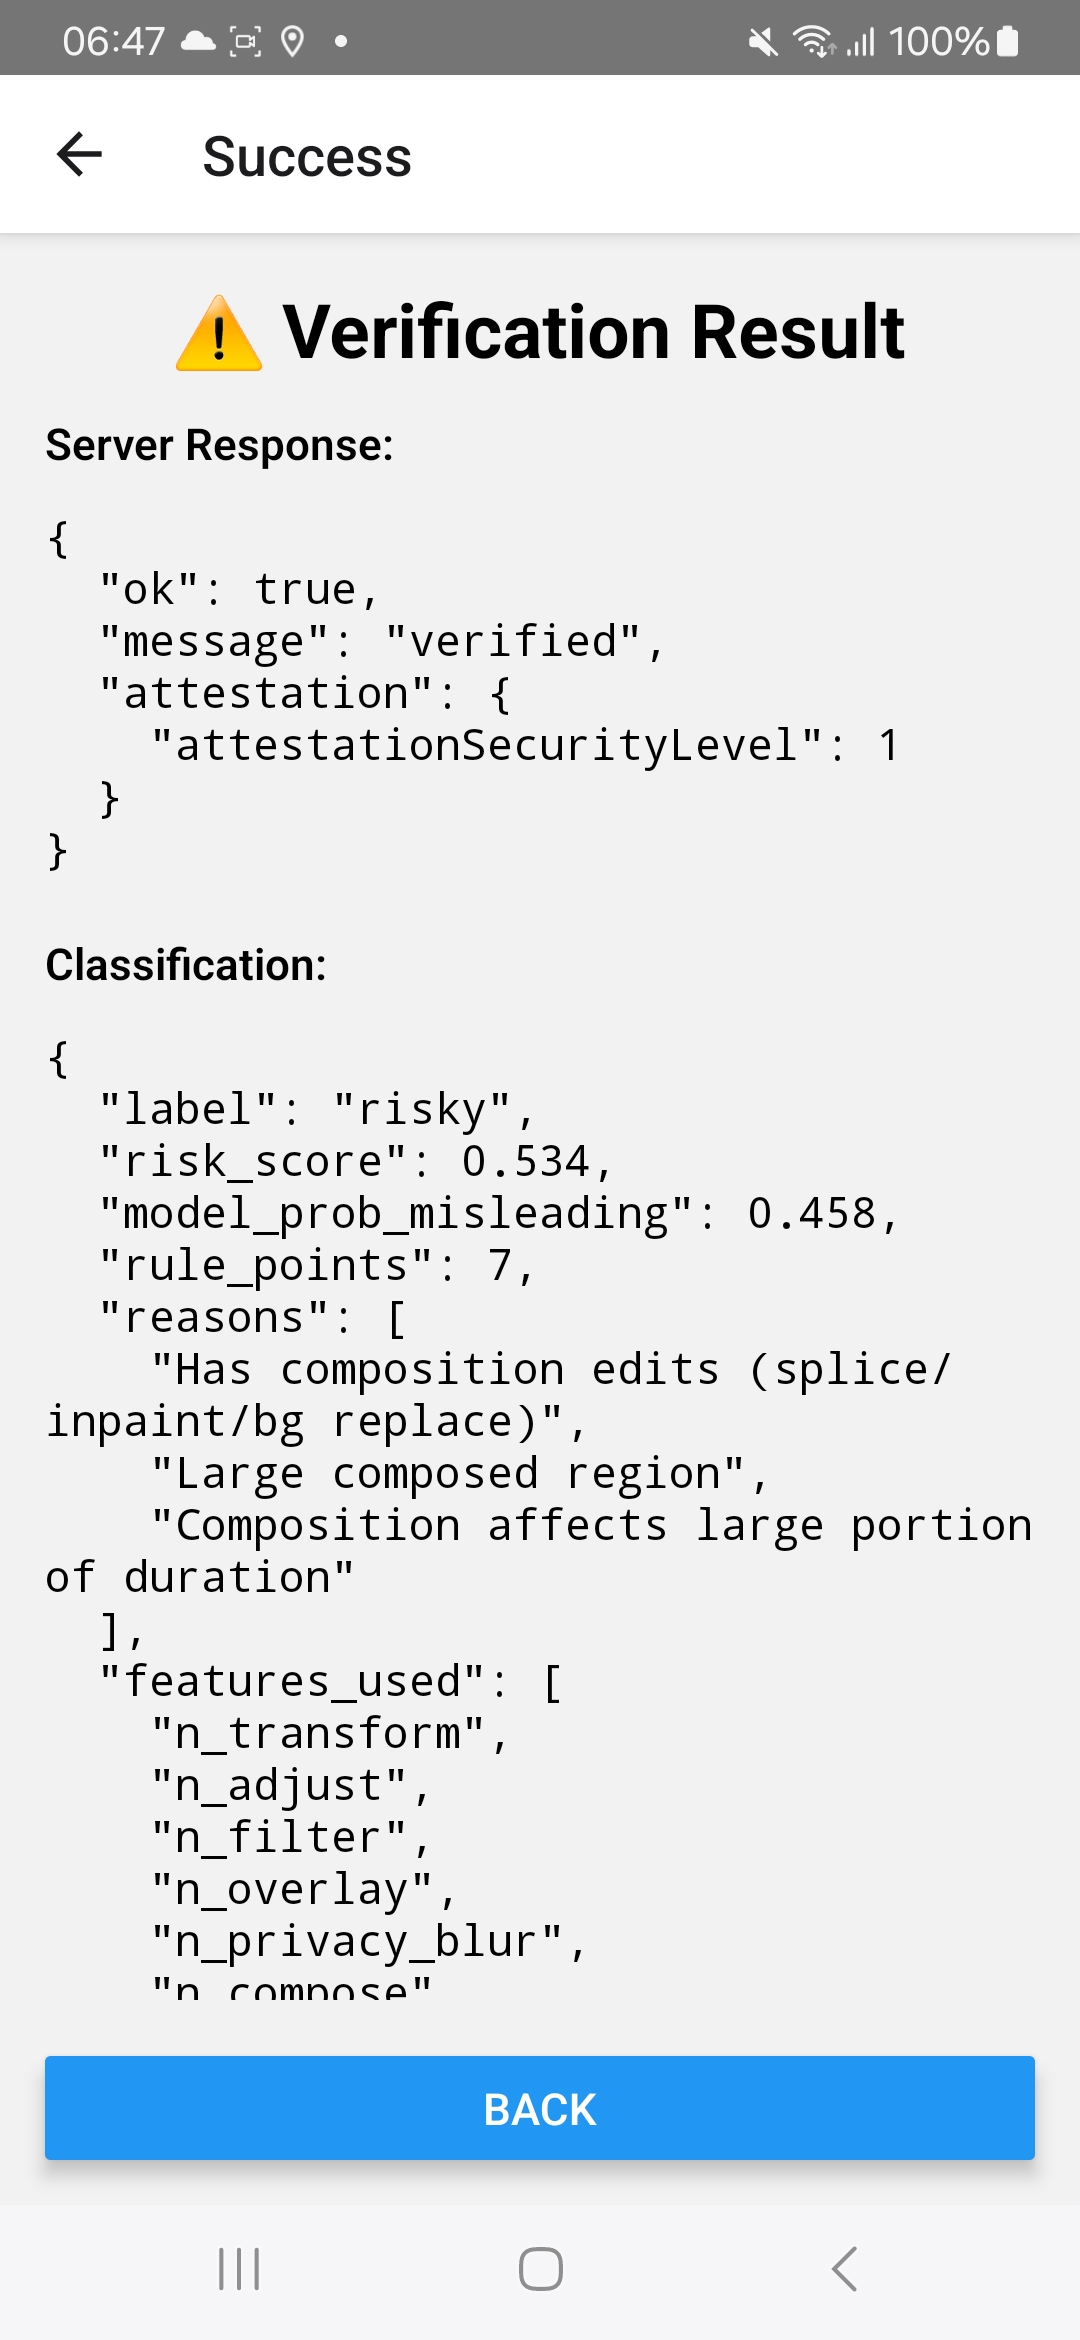 06:47 100%
Success
⚠️ Verification Result
Server Response:
{
  "ok": true,
  "message": "verified",
  "attestation": {
    "attestationSecurityLevel": 1
  }
}
Classification:
{
  "label": "risky",
  "risk_score": 0.534,
  "model_prob_misleading": 0.458,
  "rule_points": 7,
  "reasons": [
    "Has composition edits (splice/
inpaint/bg replace)",
    "Large composed region",
    "Composition affects large portion
of duration"
  ],
  "features_used": [
    "n_transform",
    "n_adjust",
    "n_filter",
    "n_overlay",
    "n_privacy_blur",
    "n_compose"
BACK